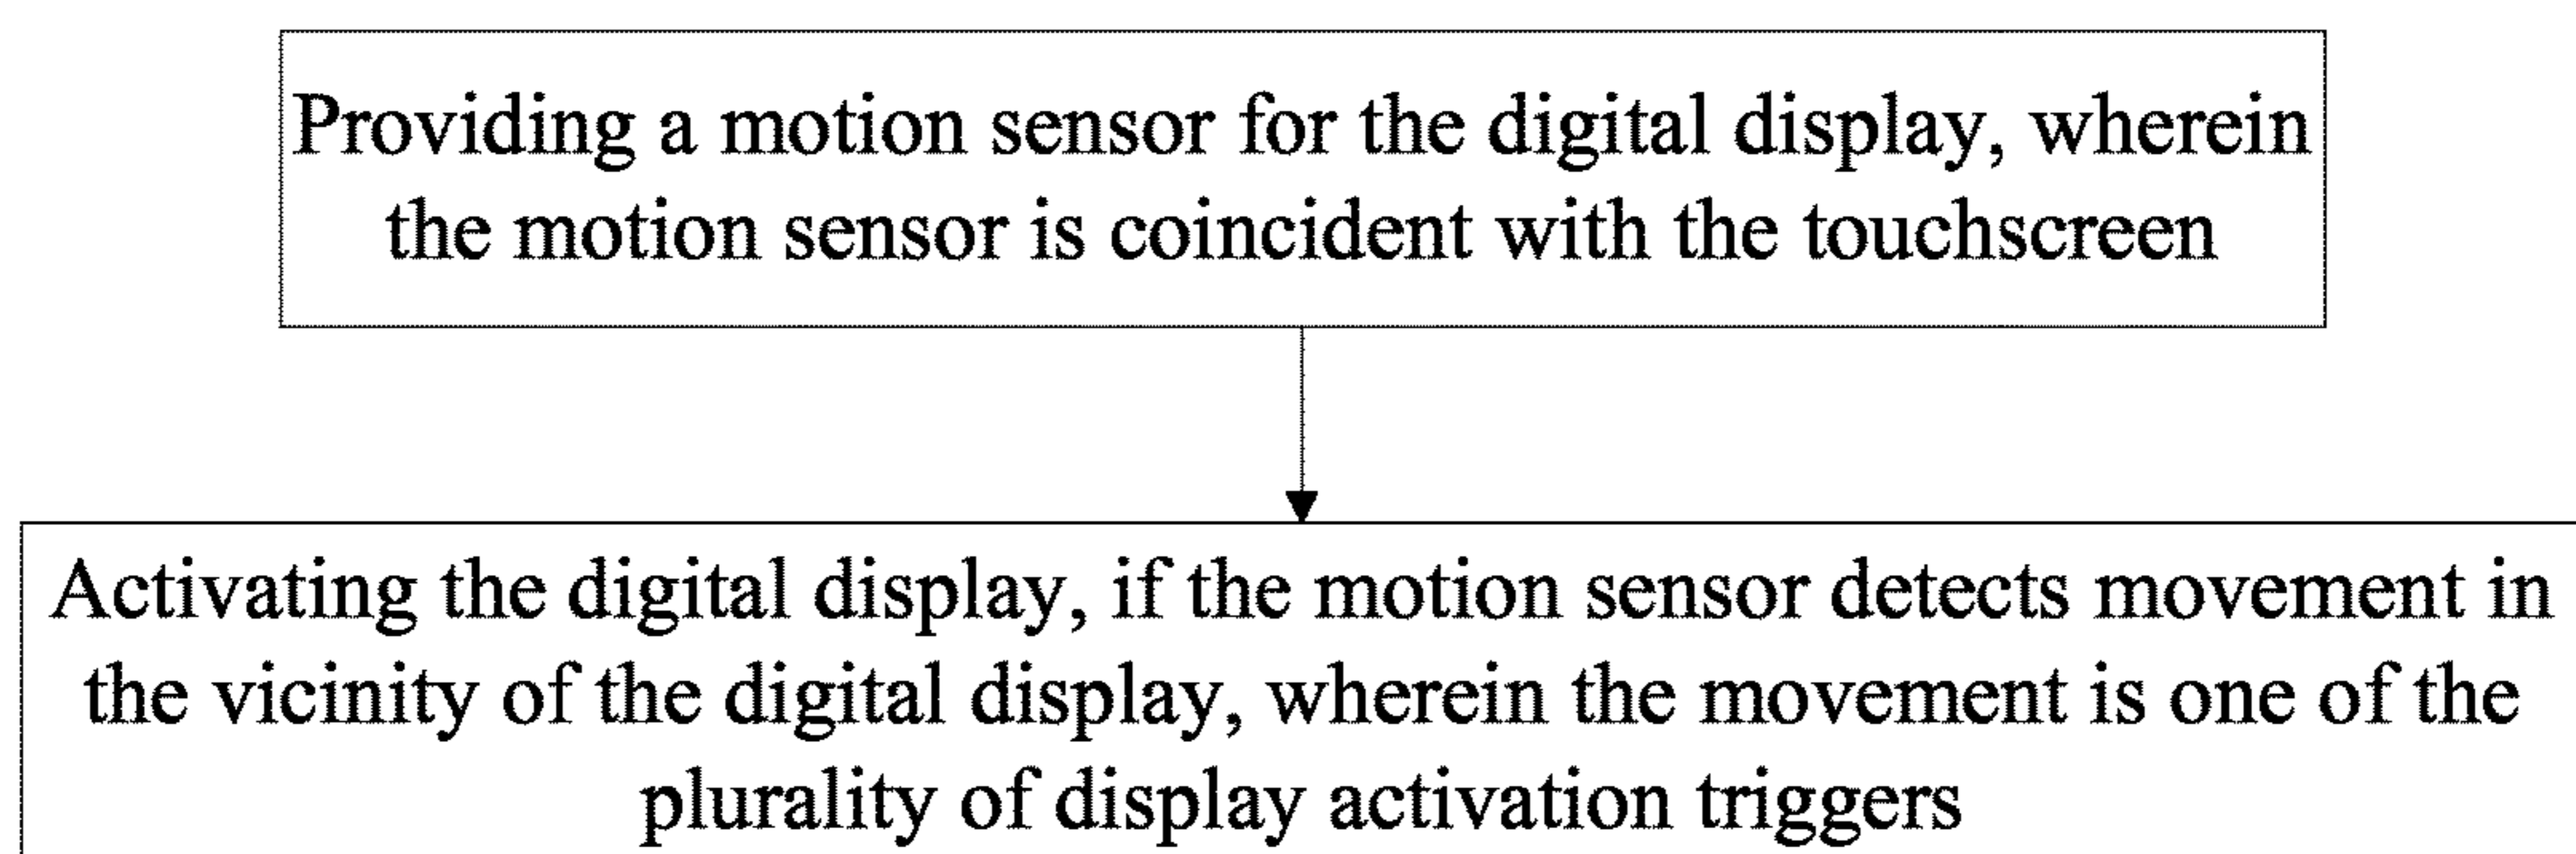 Providing a motion sensor for the digital display, wherein
the motion sensor is coincident with the touchscreen
Activating the digital display, if the motion sensor detects movement in
the vicinity of the digital display, wherein the movement is one of the
plurality of display activation triggers